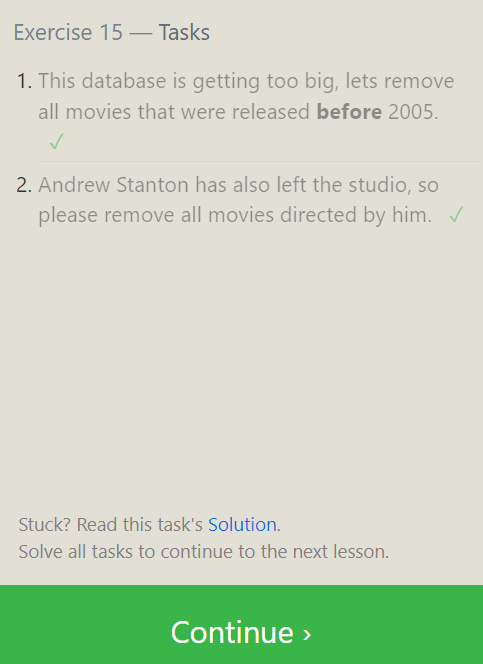 Exercise 15 — Tasks
1. This database is getting too big, lets remove
all movies that were released before 2005.
✓
2. Andrew Stanton has also left the studio, so
please remove all movies directed by him. ✓
Stuck? Read this task's Solution.
Solve all tasks to continue to the next lesson.
Continue ›